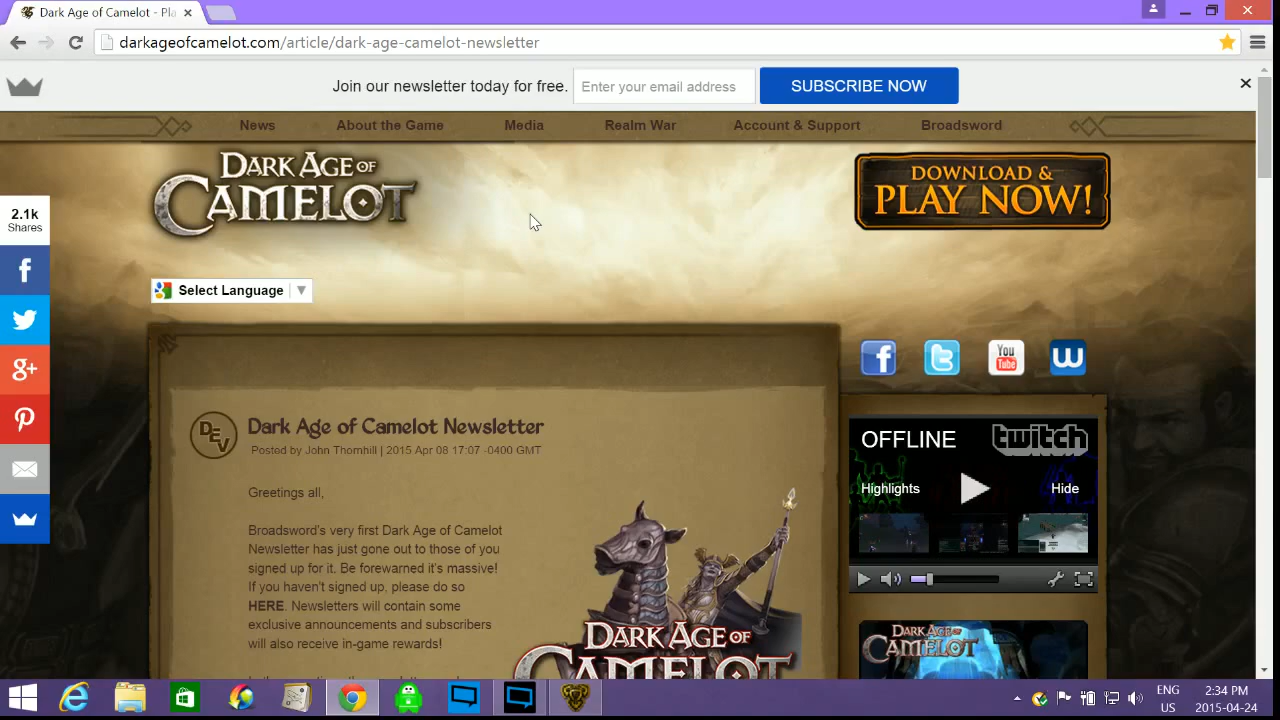 Dark Age of Camelot - Pl
darkageofcamelot.com/article/dark-age-camelot-newsletter
Join our newsletter today for free.
Enter your email address
SUBSCRIBE NOW
News
About the Game
Media
Realm War
Account & Support
Broadsword
DARK AGE OF
CAMELOT
DOWNLOAD &
PLAY NOW!
2.1k
Shares
Select Language
f
g+
f
t
You
Tube
W
DEV
Dark Age of Camelot Newsletter
Posted by John Thornhill | 2015 Apr 08 17:07 -0400 GMT
Greetings all,
Broadsword's very first Dark Age of Camelot
Newsletter has just gone out to those of you
signed up for it. Be forewarned it's massive!
If you haven't signed up, please do so
HERE. Newsletters will contain some
exclusive announcements and subscribers
will also receive in-game rewards!
DARK AGE OF
CAMELOT
OFFLINE
twitch
Highlights
Hide
DARK AGE OF
CAMELOT
ENG
US
2:34 PM
2015-04-24